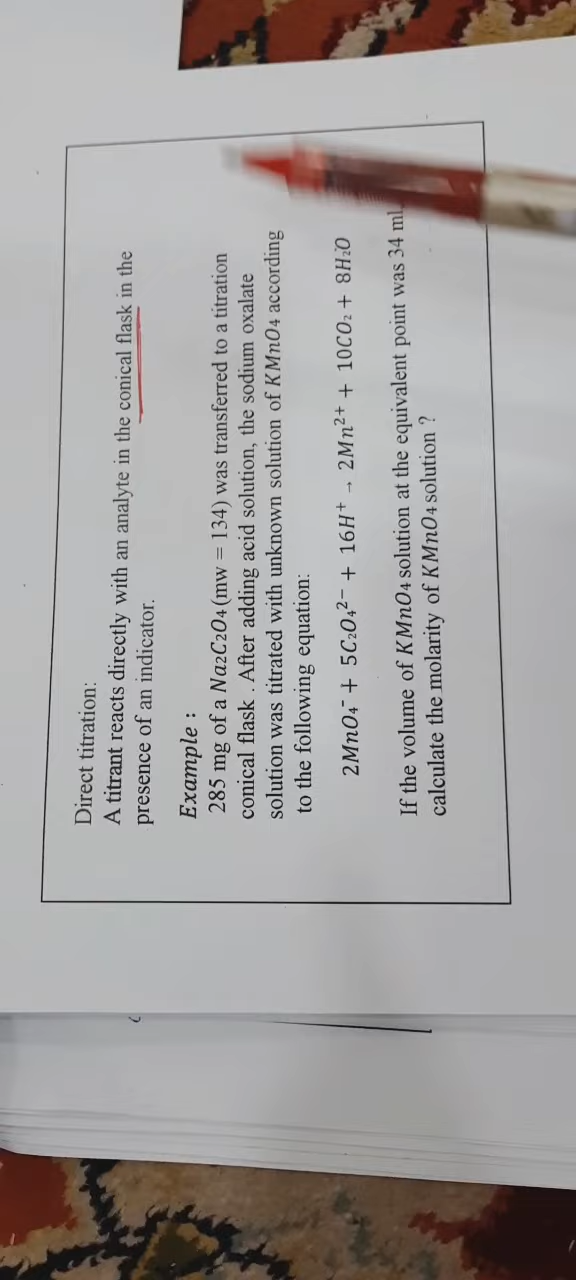 Direct titration:
A titrant reacts directly with an analyte in the conical flask in the
presence of an indicator.
Example :
285 mg of a Na2C2O4 (mw = 134) was transferred to a titration
conical flask . After adding acid solution, the sodium oxalate
solution was titrated with unknown solution of KMnO4 according
to the following equation:
2MnO₄⁻ + 5C₂O₄²⁻ + 16H⁺ → 2Mn²⁺ + 10CO₂ + 8H₂O
If the volume of KMnO4 solution at the equivalent point was 34 ml.
calculate the molarity of KMnO4 solution ?